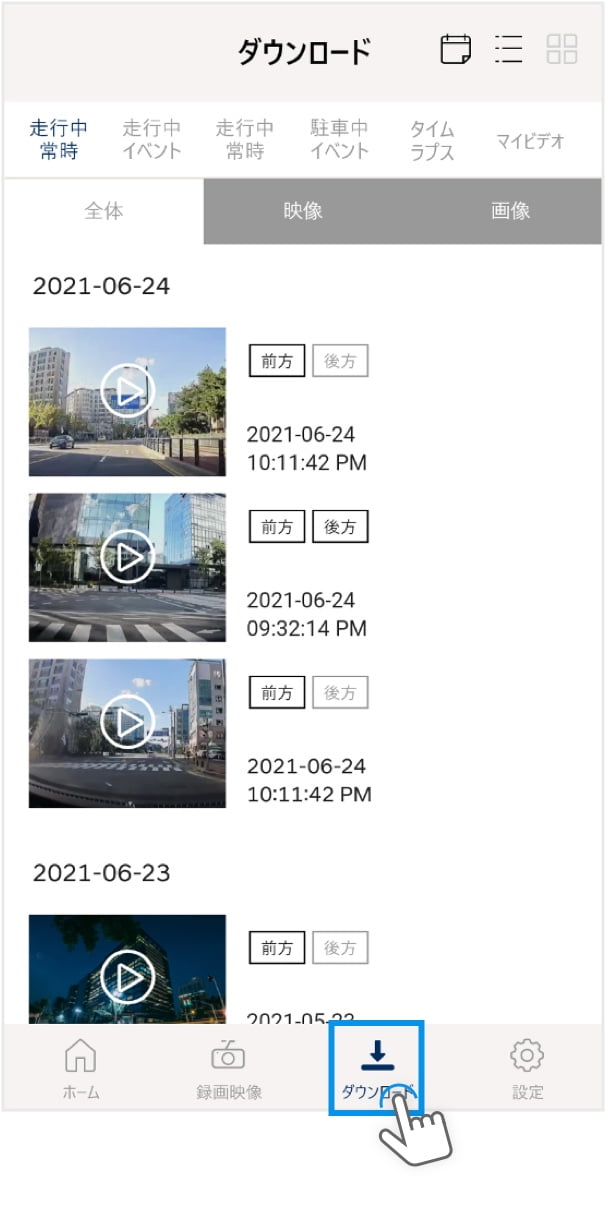 ダウンロード
走行中
常時
走行中
イベント
走行中
常時
駐車中
イベント
タイム
ラプス
マイビデオ
全体
映像
画像
2021-06-24
前方 後方
2021-06-24
10:11:42 PM
前方 後方
2021-06-24
09:32:14 PM
前方 後方
2021-06-24
10:11:42 PM
2021-06-23
前方 後方
2021-05-22
ホーム
録画映像
ダウンロード
設定